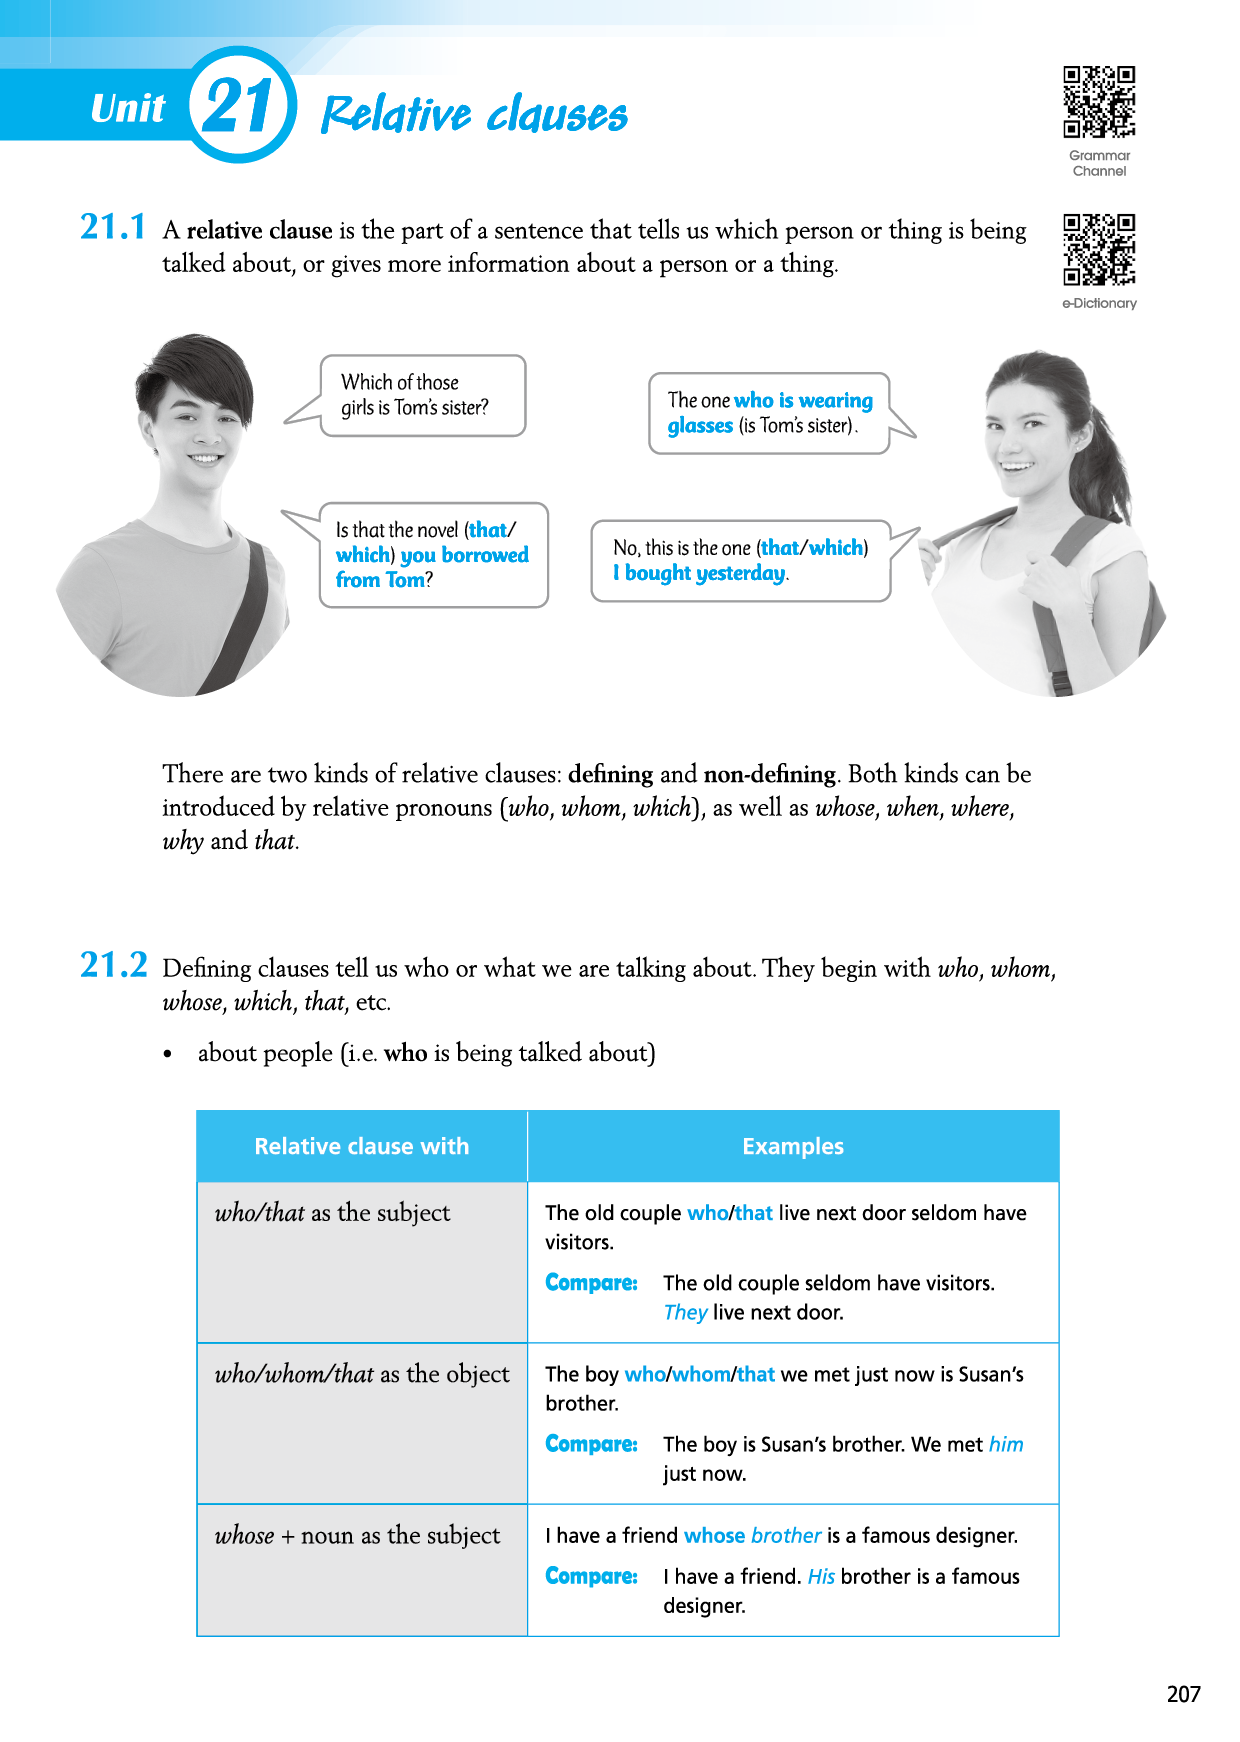 Unit 21 Relative clauses
Grammar
Channel
21.1 A relative clause is the part of a sentence that tells us which person or thing is being
talked about, or gives more information about a person or a thing.
e-Dictionary
Which of those
girls is Tom's sister?
The one who is wearing
glasses (is Tom's sister).
Is that the novel (that/
which) you borrowed
from Tom?
No, this is the one (that/which)
I bought yesterday.
There are two kinds of relative clauses: defining and non-defining. Both kinds can be
introduced by relative pronouns (who, whom, which), as well as whose, when, where,
why and that.
21.2 Defining clauses tell us who or what we are talking about. They begin with who, whom,
whose, which, that, etc.
• about people (i.e. who is being talked about)
Relative clause with Examples
who/that as the subject The old couple who/that live next door seldom have
visitors.
Compare: The old couple seldom have visitors.
They live next door.
who/whom/that as the object The boy who/whom/that we met just now is Susan's
brother.
Compare: The boy is Susan's brother. We met him
just now.
whose + noun as the subject I have a friend whose brother is a famous designer.
Compare: I have a friend. His brother is a famous
designer.
207